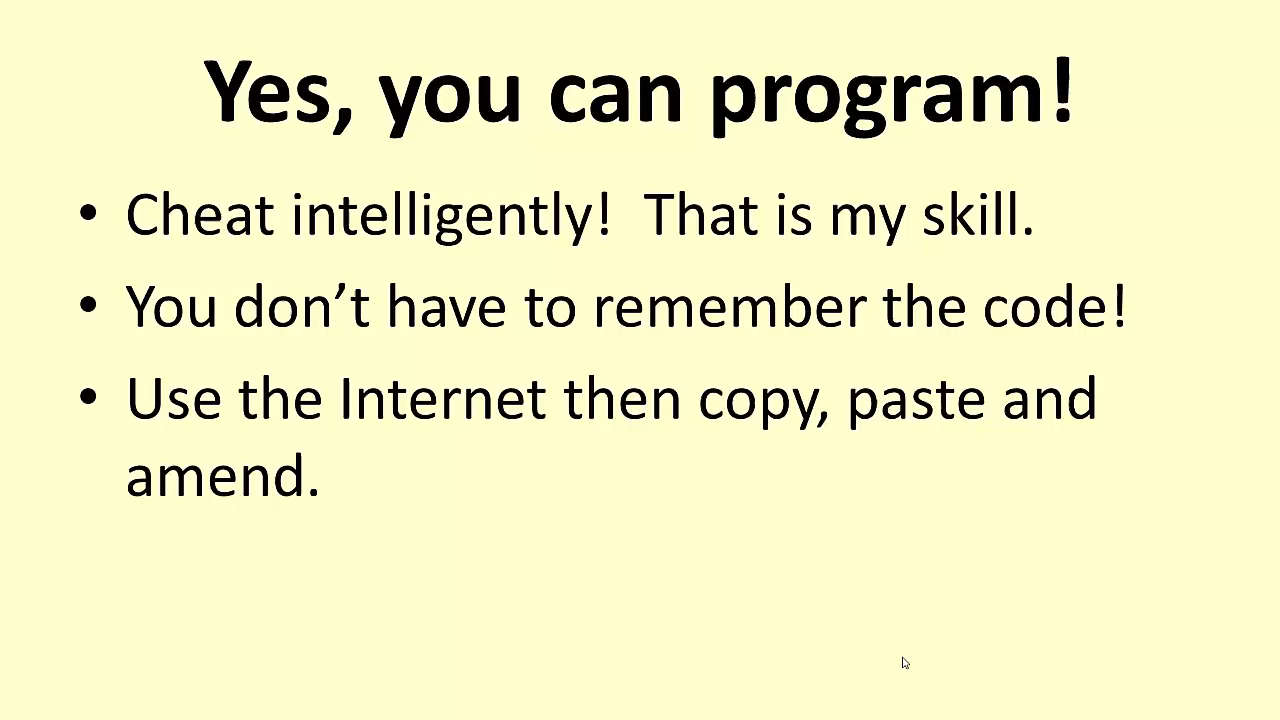 Yes, you can program!
• Cheat intelligently!  That is my skill.
• You don’t have to remember the code!
• Use the Internet then copy, paste and
amend.